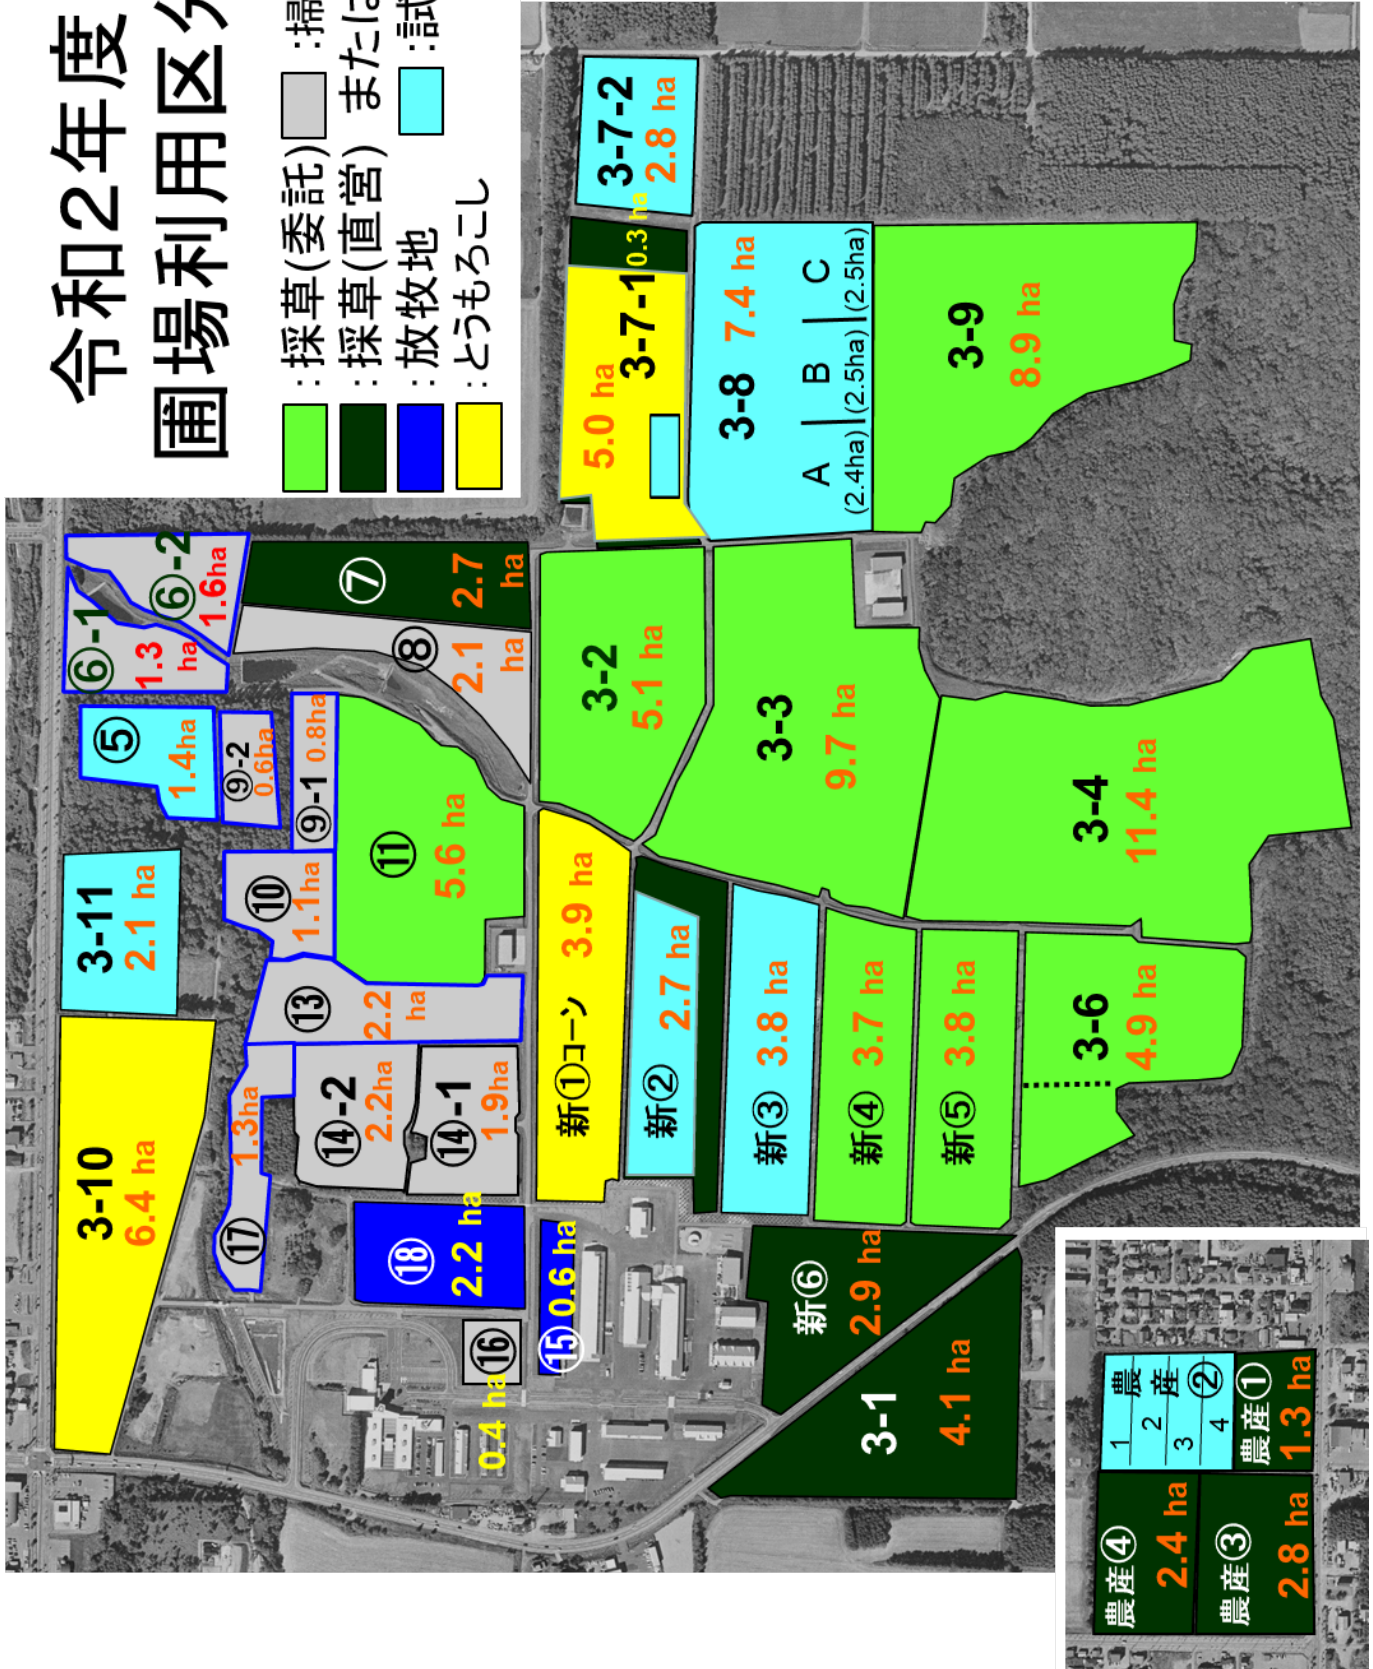 令和2年度
圃場利用区分
:採草(委託)
:採草(直営) または
:放牧地
:試
:とうもろこし
3-7-2
2.8 ha
0.3 ha
3-7-1
5.0 ha
3-8 7.4 ha
A B C
(2.4ha) (2.5ha) (2.5ha)
3-9
8.9 ha
⑥-1
1.3 ha
⑥-2
1.6ha
⑦
2.7 ha
⑧
2.1 ha
⑤
1.4ha
⑨-2
0.6ha
⑨-1 0.8ha
⑩
1.1ha
⑪
5.6 ha
3-2
5.1 ha
3-3
9.7 ha
3-4
11.4 ha
3-11
2.1 ha
⑬
2.2 ha
3-10
6.4 ha
1.3ha
⑰
⑭-2
2.2ha
⑭-1
1.9ha
新①コーン 3.9 ha
新② 2.7 ha
新③ 3.8 ha
新④ 3.7 ha
新⑤ 3.8 ha
3-6
4.9 ha
⑱
2.2 ha
⑮ 0.6 ha
⑯
0.4 ha
新⑥
2.9 ha
3-1
4.1 ha
農産②
1
2
3
4
農産①
1.3 ha
農産④
2.4 ha
農産③
2.8 ha